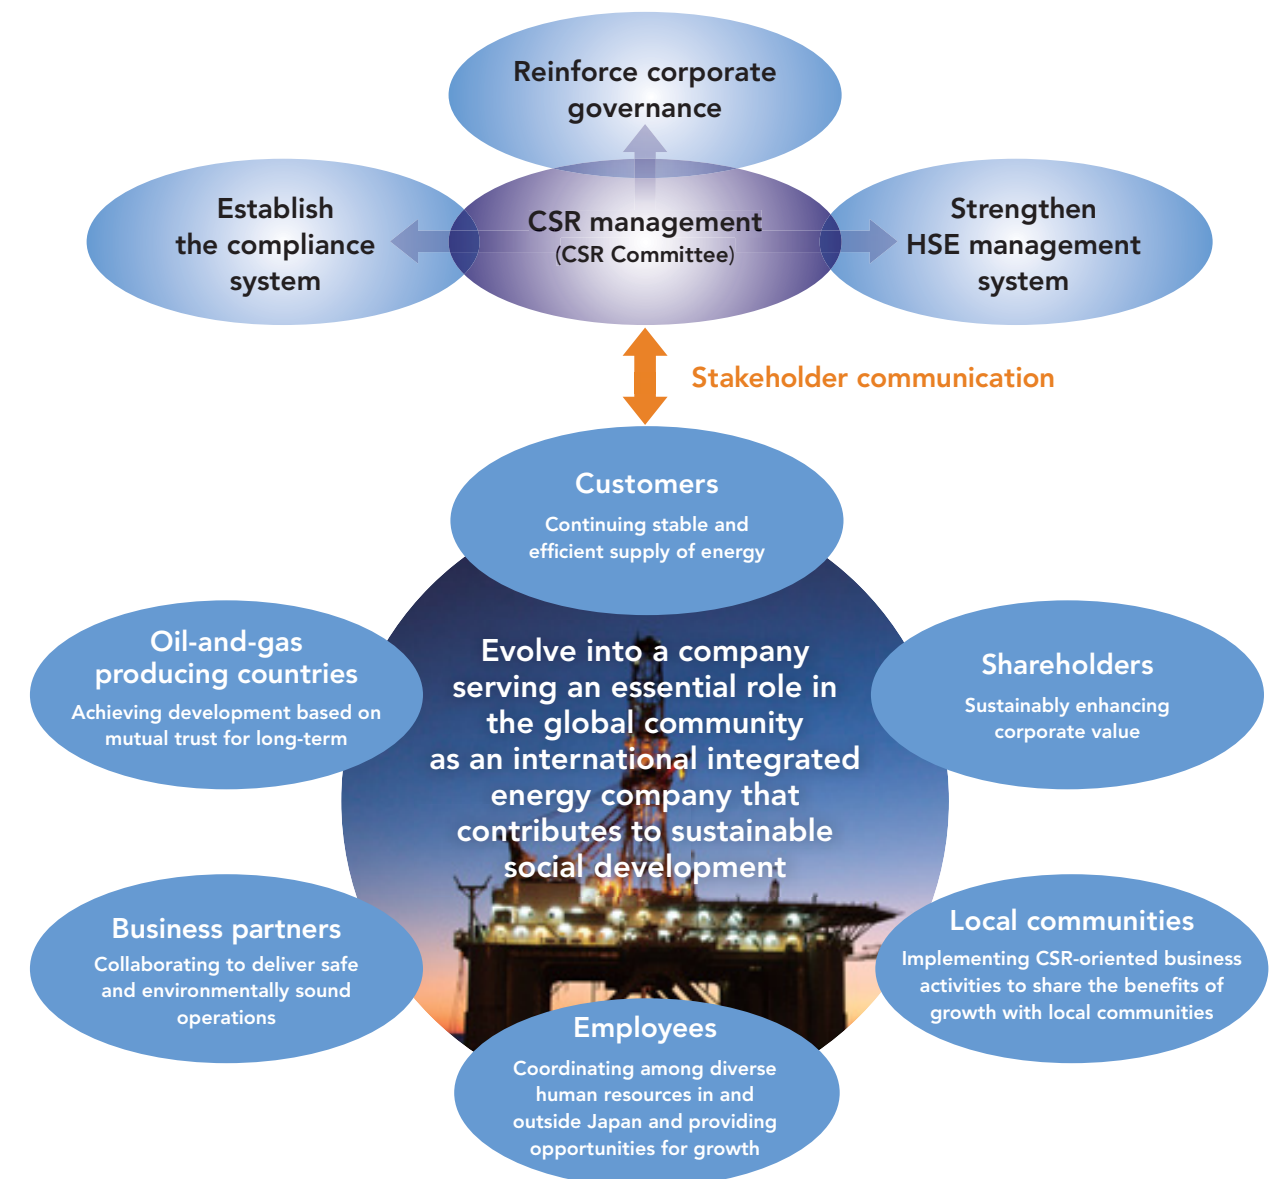 Reinforce corporate
governance
Establish
the compliance
system
CSR management
(CSR Committee)
Strengthen
HSE management
system
Stakeholder communication
Customers
Continuing stable and
efficient supply of energy
Oil-and-gas
producing countries
Achieving development based on
mutual trust for long-term
Evolve into a company
serving an essential role in
the global community
as an international integrated
energy company that
contributes to sustainable
social development
Shareholders
Sustainably enhancing
corporate value
Business partners
Collaborating to deliver safe
and environmentally sound
operations
Local communities
Implementing CSR-oriented business
activities to share the benefits of
growth with local communities
Employees
Coordinating among diverse
human resources in and
outside Japan and providing
opportunities for growth